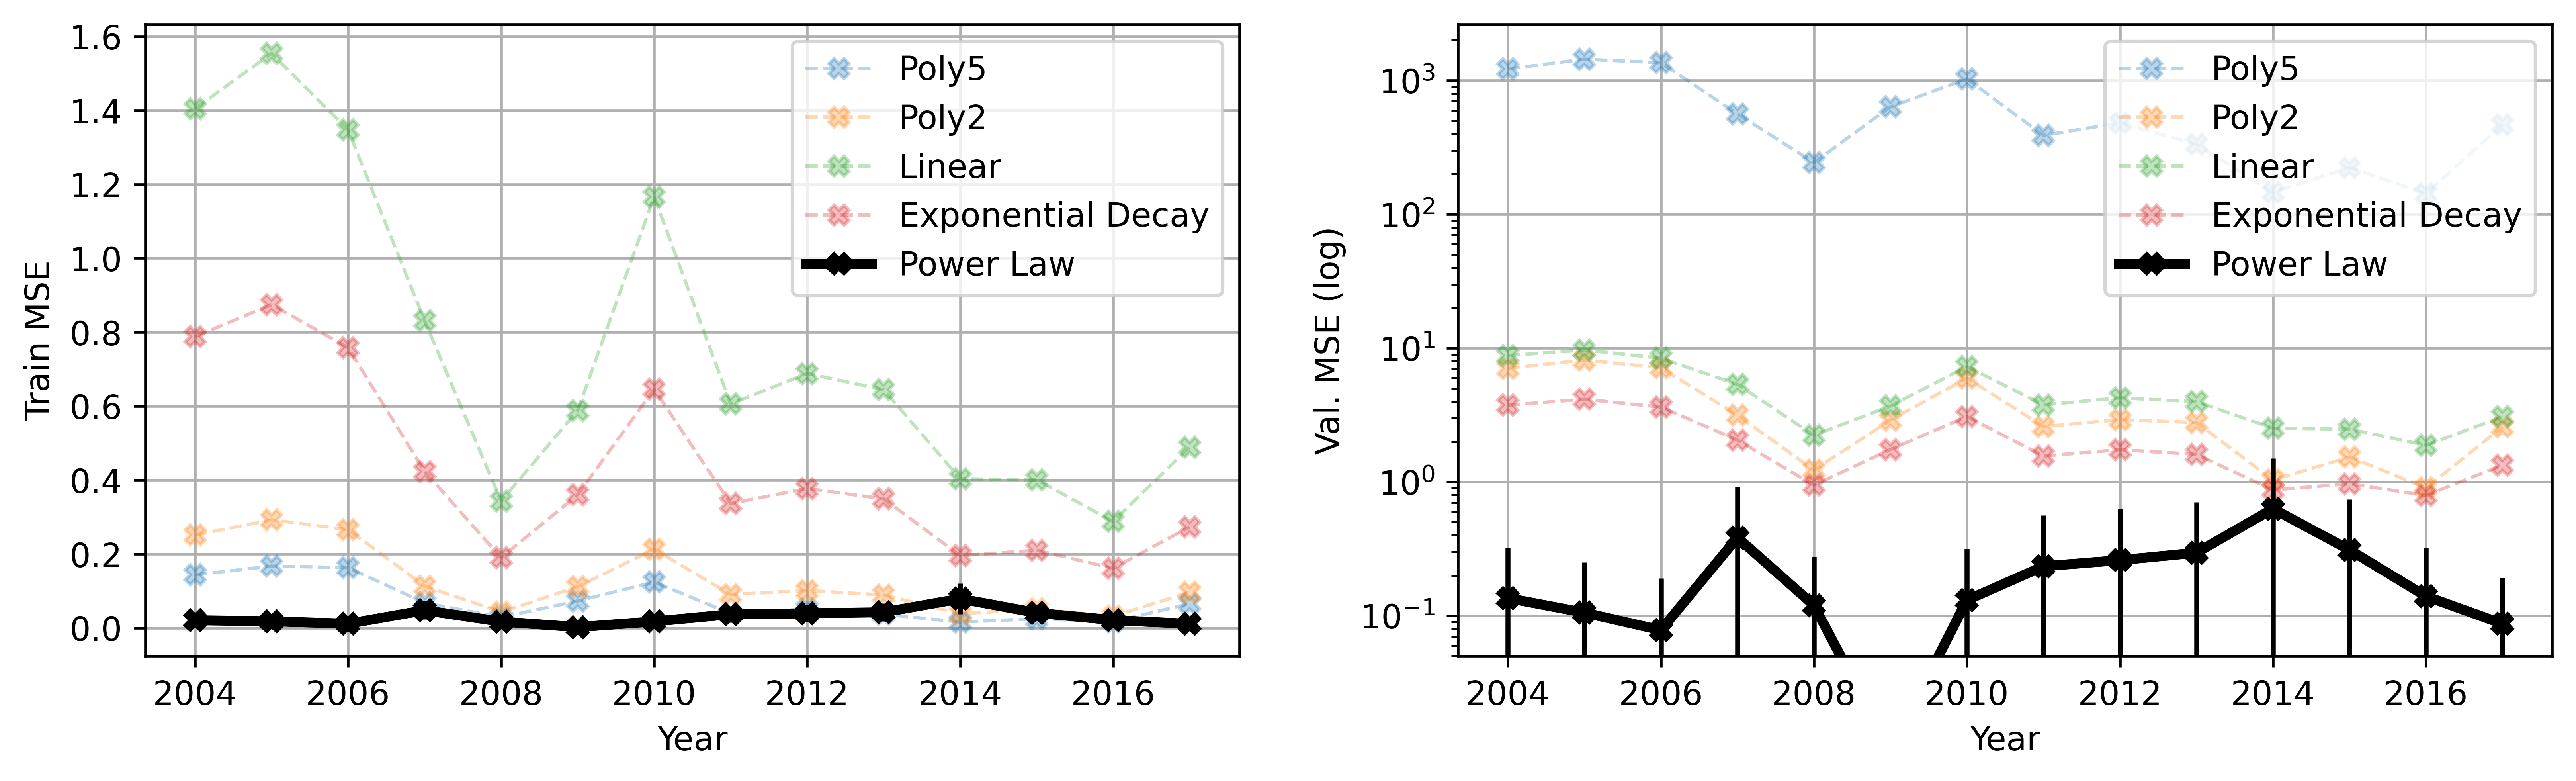 Train MSE
1.6
1.4
1.2
1.0
0.8
0.6
0.4
0.2
0.0
2004 2006 2008 2010 2012 2014 2016
Year
Poly5
Poly2
Linear
Exponential Decay
Power Law
Val. MSE (log)
10³
10²
10¹
10⁰
10⁻¹
2004 2006 2008 2010 2012 2014 2016
Year
Poly5
Poly2
Linear
Exponential Decay
Power Law